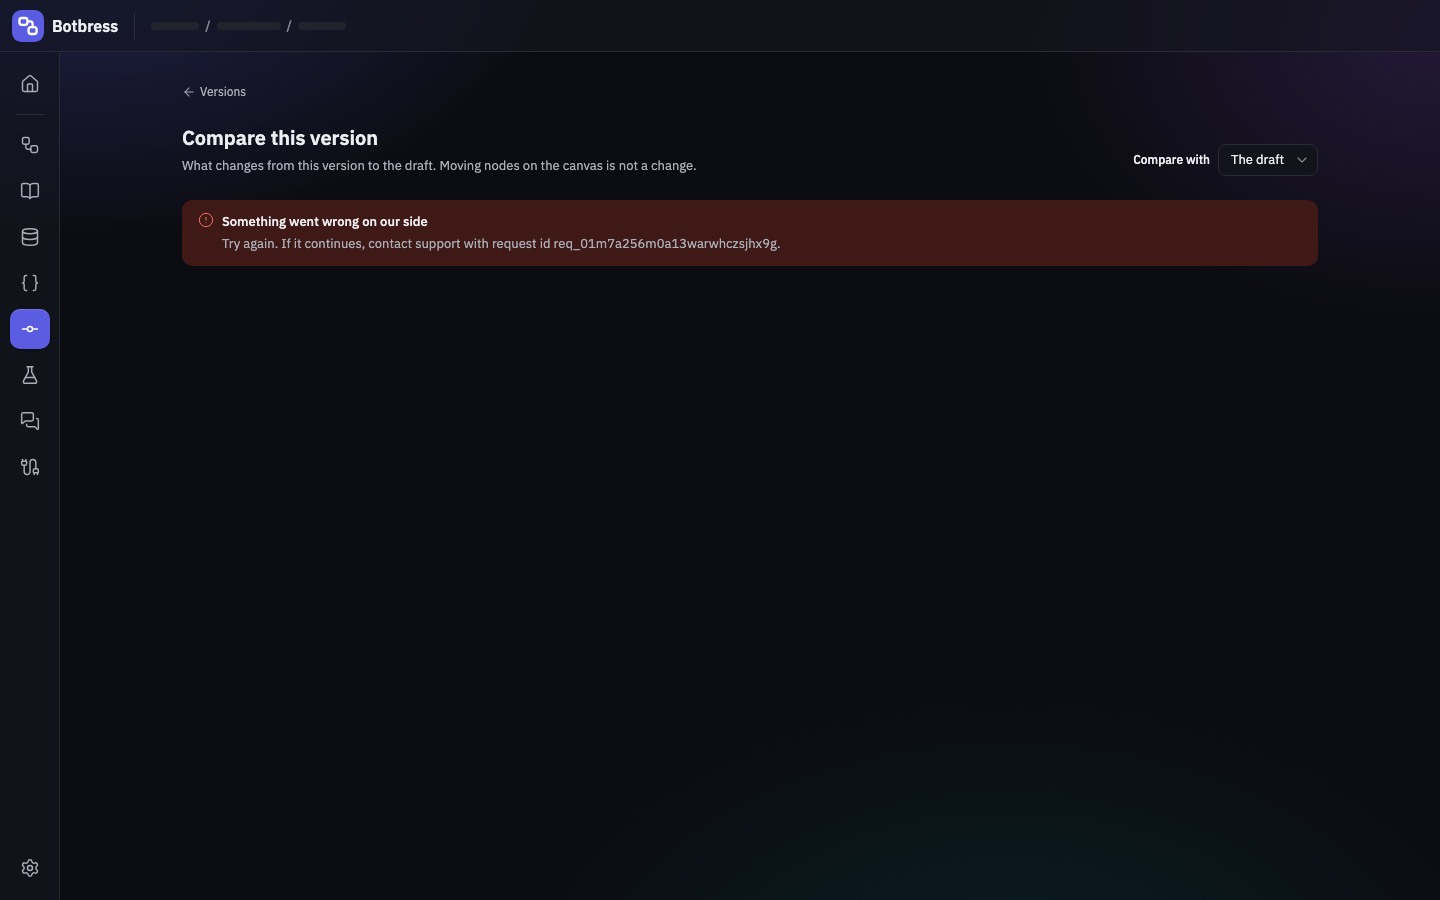 Botbress
/ /
Versions
Compare this version
What changes from this version to the draft. Moving nodes on the canvas is not a change.
Compare with The draft
Something went wrong on our side
Try again. If it continues, contact support with request id req_01m7a256m0a13warwhczsjhx9g.